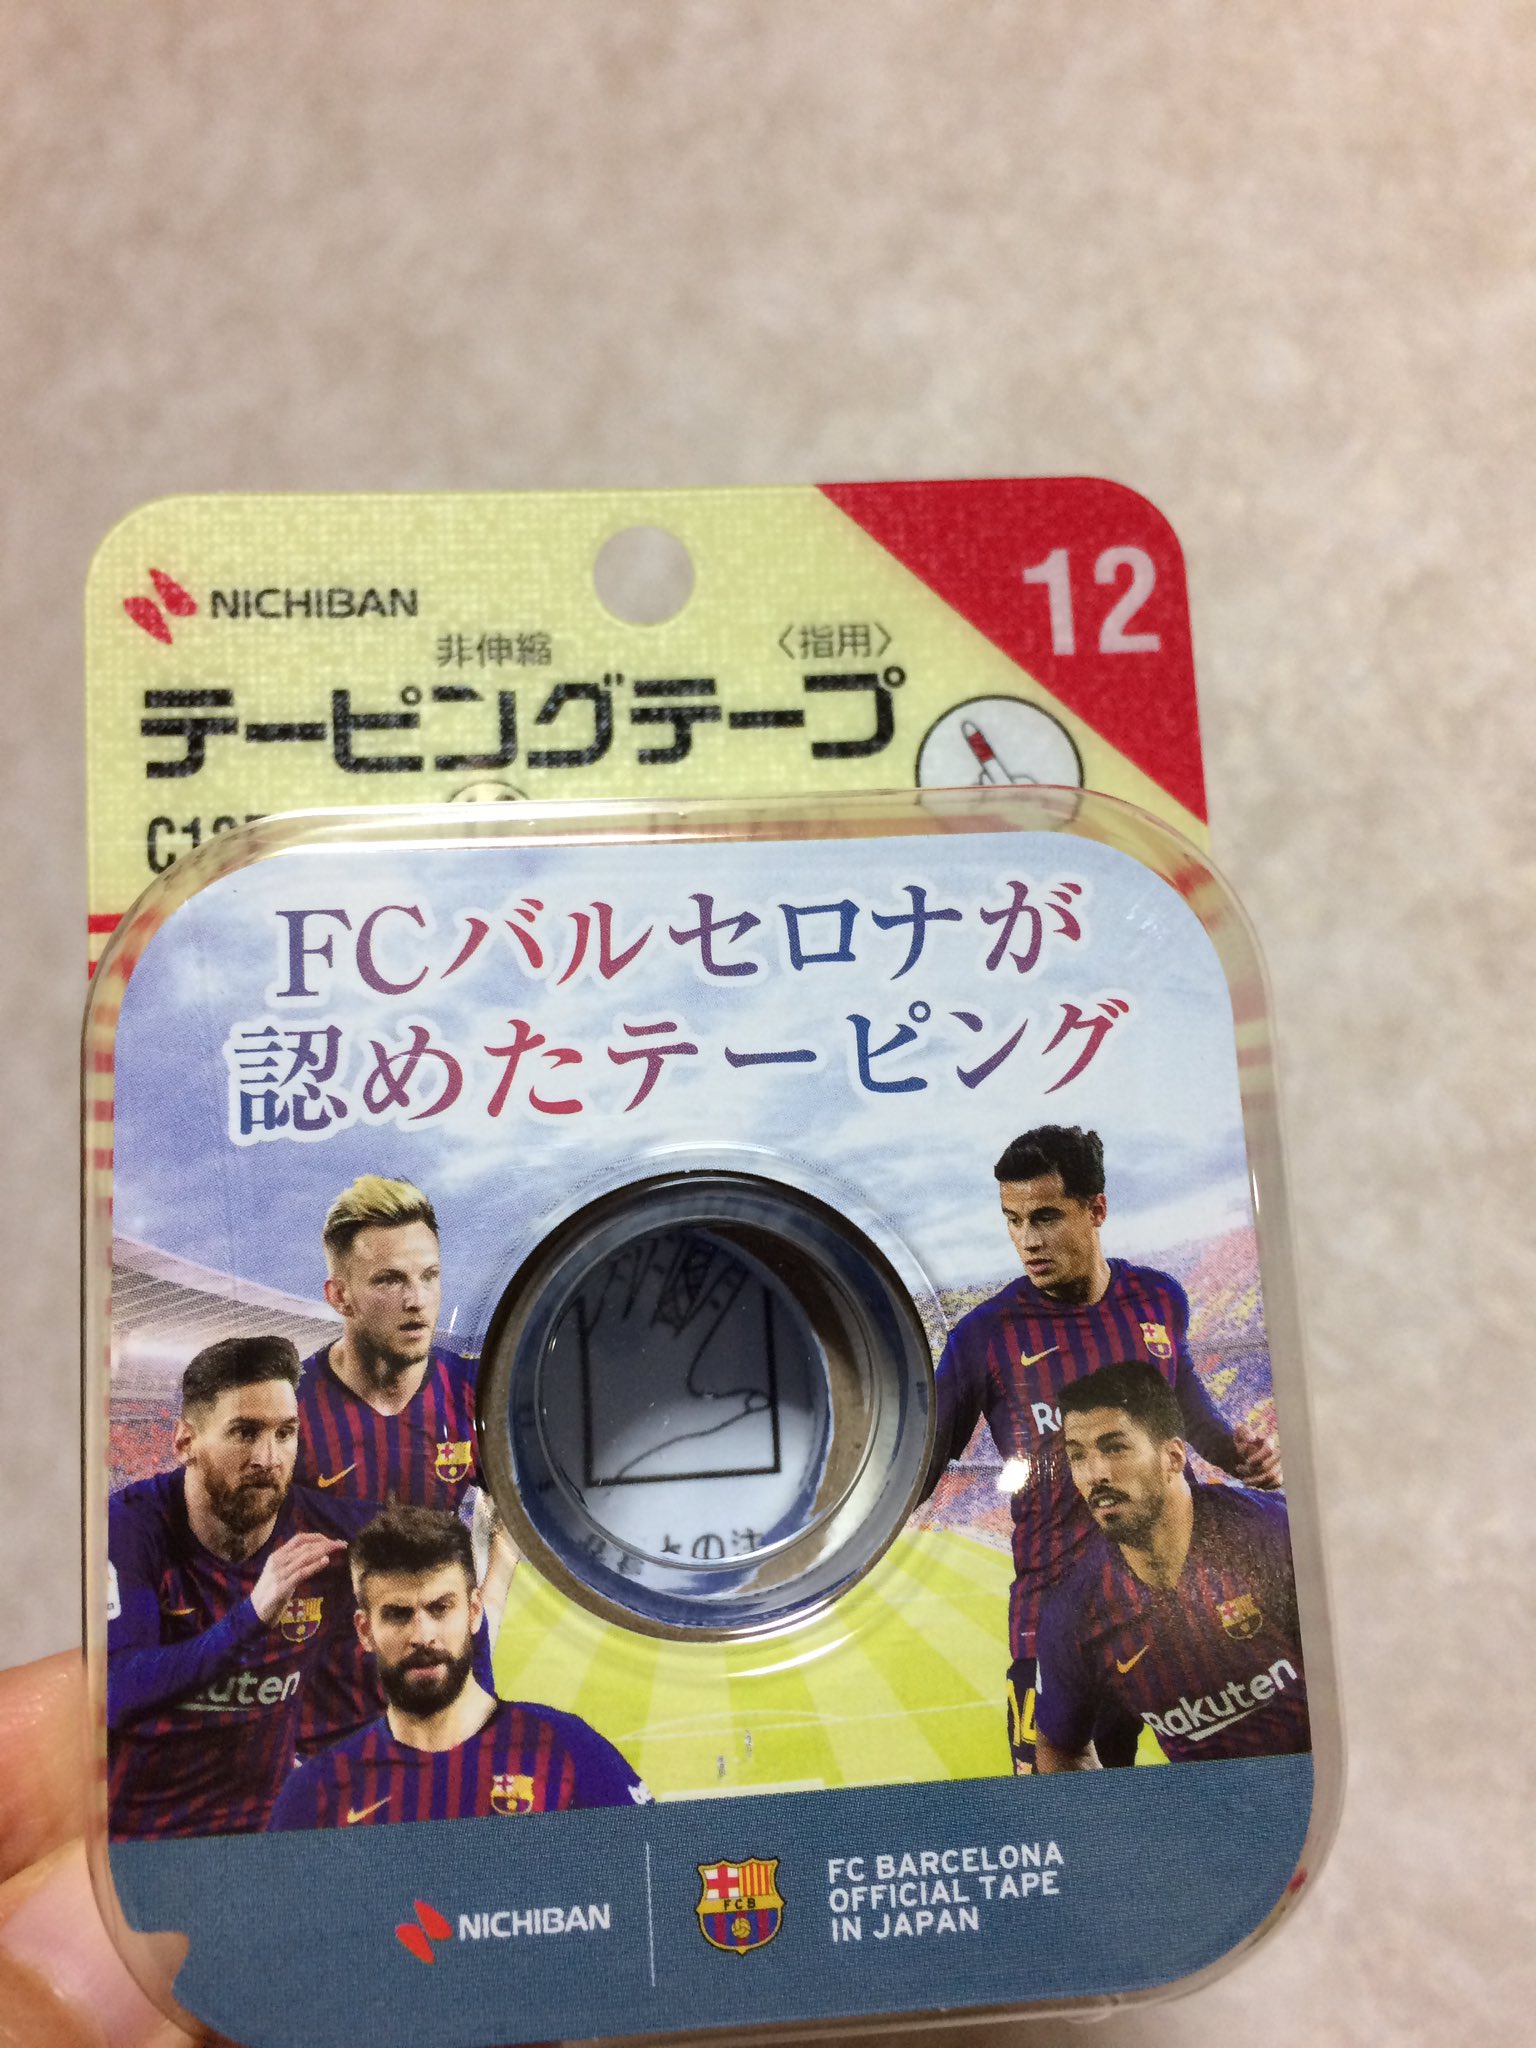 NICHIBAN
12
非伸縮 〈指用〉
テーピングテープ
FCバルセロナが
認めたテーピング
Rakuten
NICHIBAN
FCB
FC BARCELONA
OFFICIAL TAPE
IN JAPAN